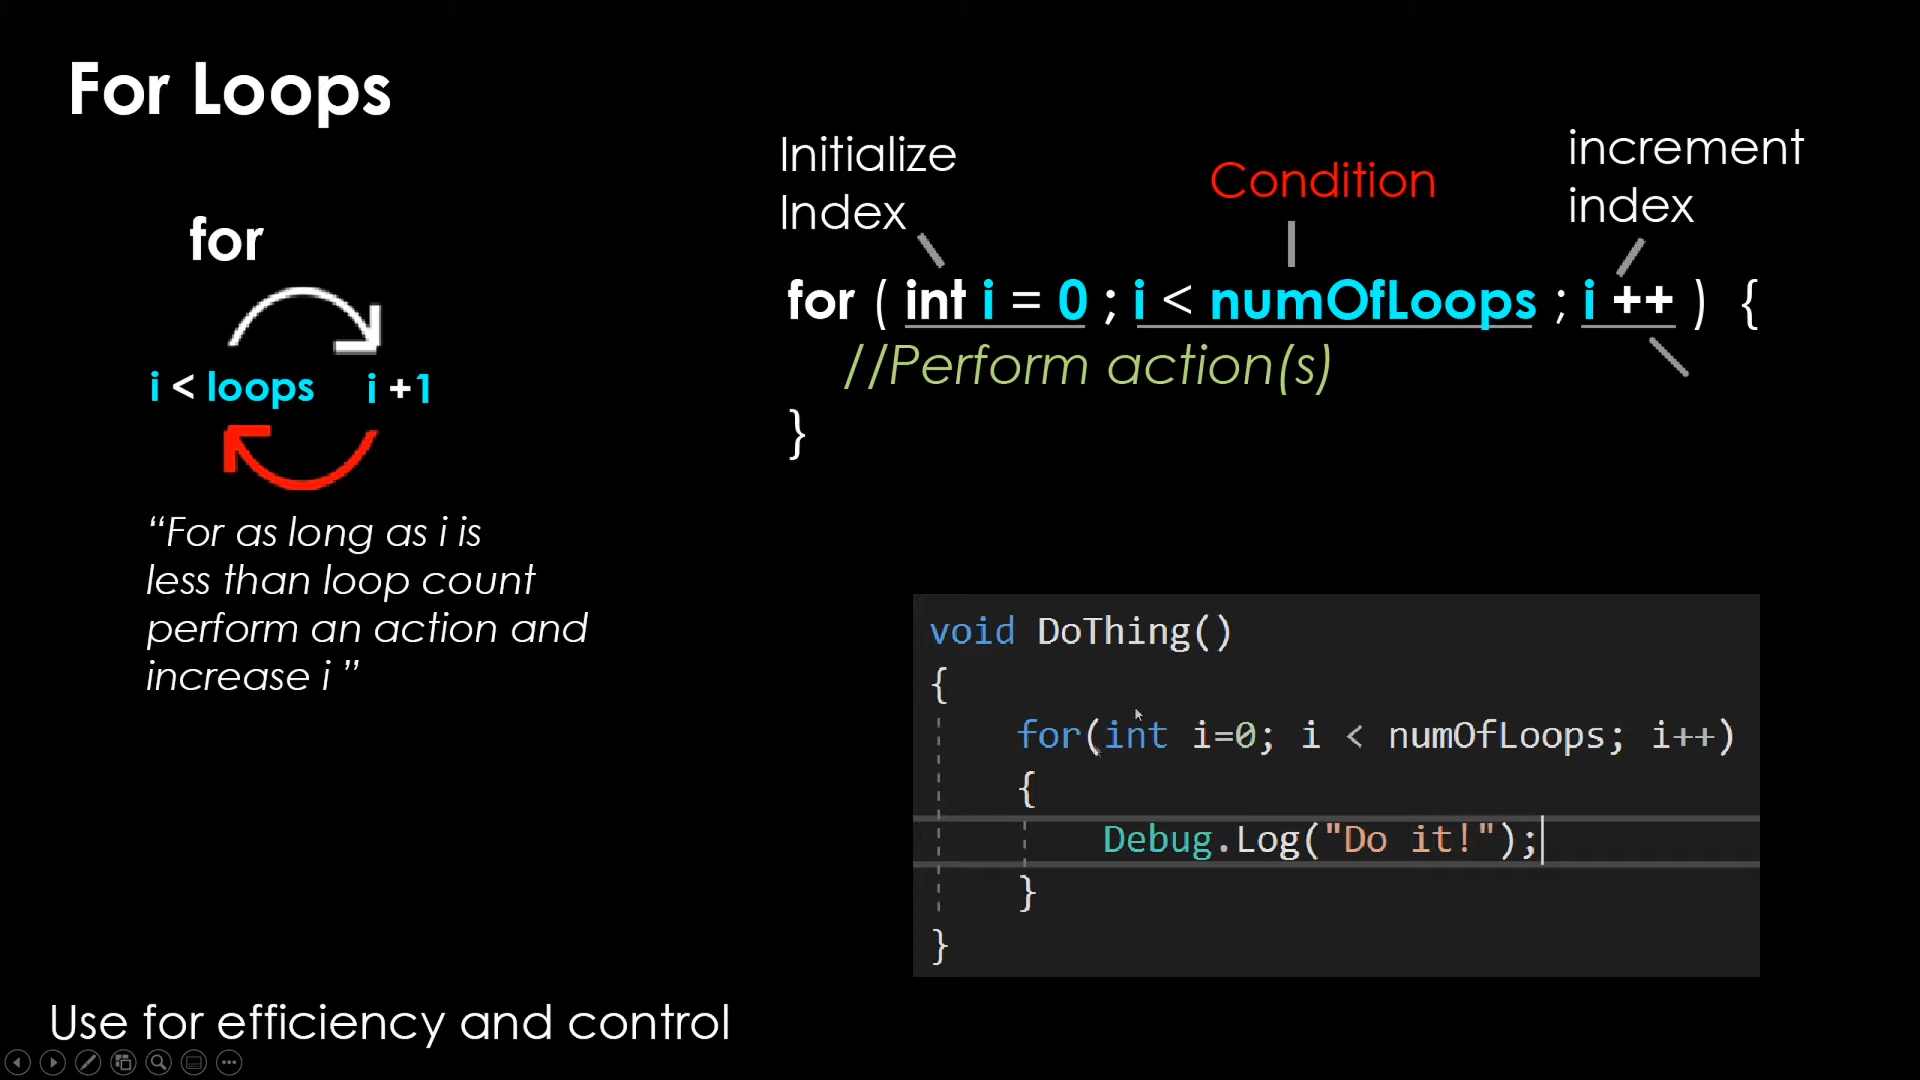 For Loops
for
i < loops i +1
“For as long as i is
less than loop count
perform an action and
increase i ”
Initialize
Index
Condition
increment
index
for ( int i = 0 ; i < numOfLoops ; i ++ ) {
//Perform action(s)
}
void DoThing()
{
for(int i=0; i < numOfLoops; i++)
{
Debug.Log("Do it!");
}
}
Use for efficiency and control